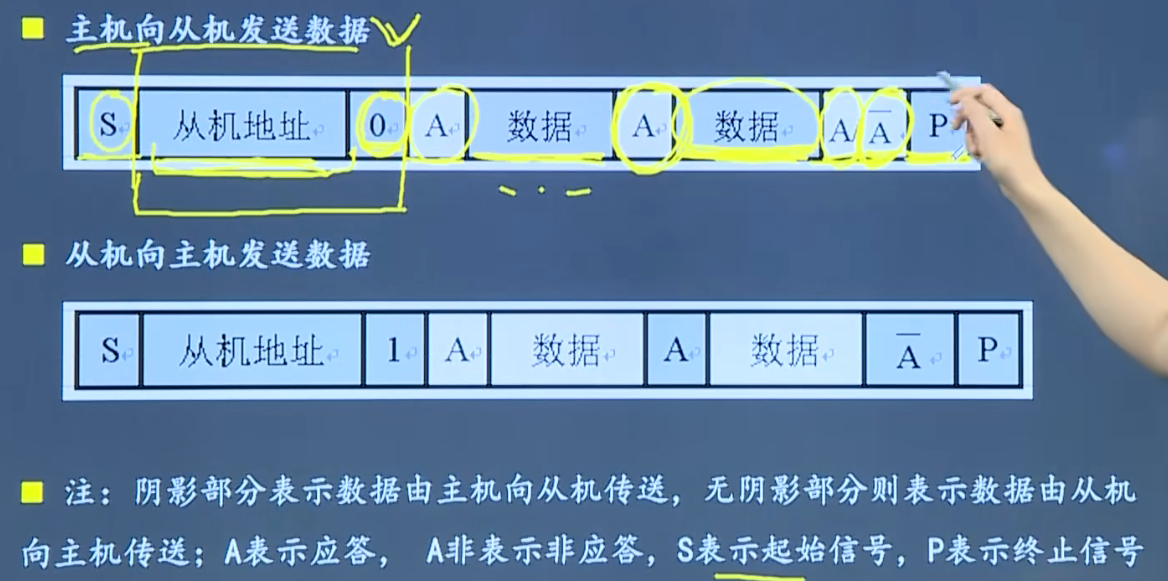 主机向从机发送数据
S 从机地址 0 A 数据 A 数据 A A̅ P
从机向主机发送数据
S 从机地址 1 A 数据 A 数据 A̅ P
注：阴影部分表示数据由主机向从机传送，无阴影部分则表示数据由从机
向主机传送；A表示应答， A非表示非应答，S表示起始信号，P表示终止信号